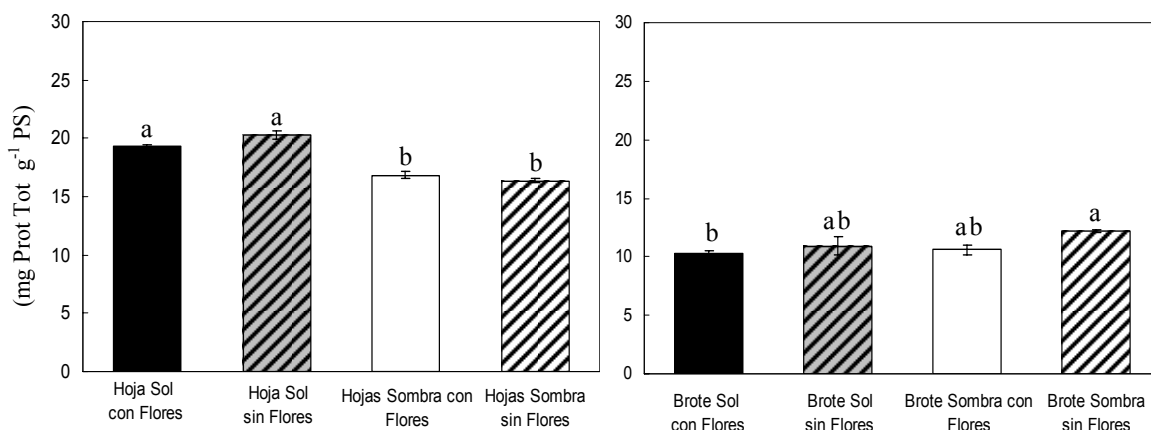 (mg Prot Tot g-1 PS)
30
25
20
15
10
5
0
a
a
b
b
Hoja Sol
con Flores
Hoja Sol
sin Flores
Hojas Sombra con
Flores
Hojas Sombra
sin Flores
30
25
20
15
10
5
0
b
ab
ab
a
Brote Sol
con Flores
Brote Sol
sin Flores
Brote Sombra con
Flores
Brote Sombra
sin Flores